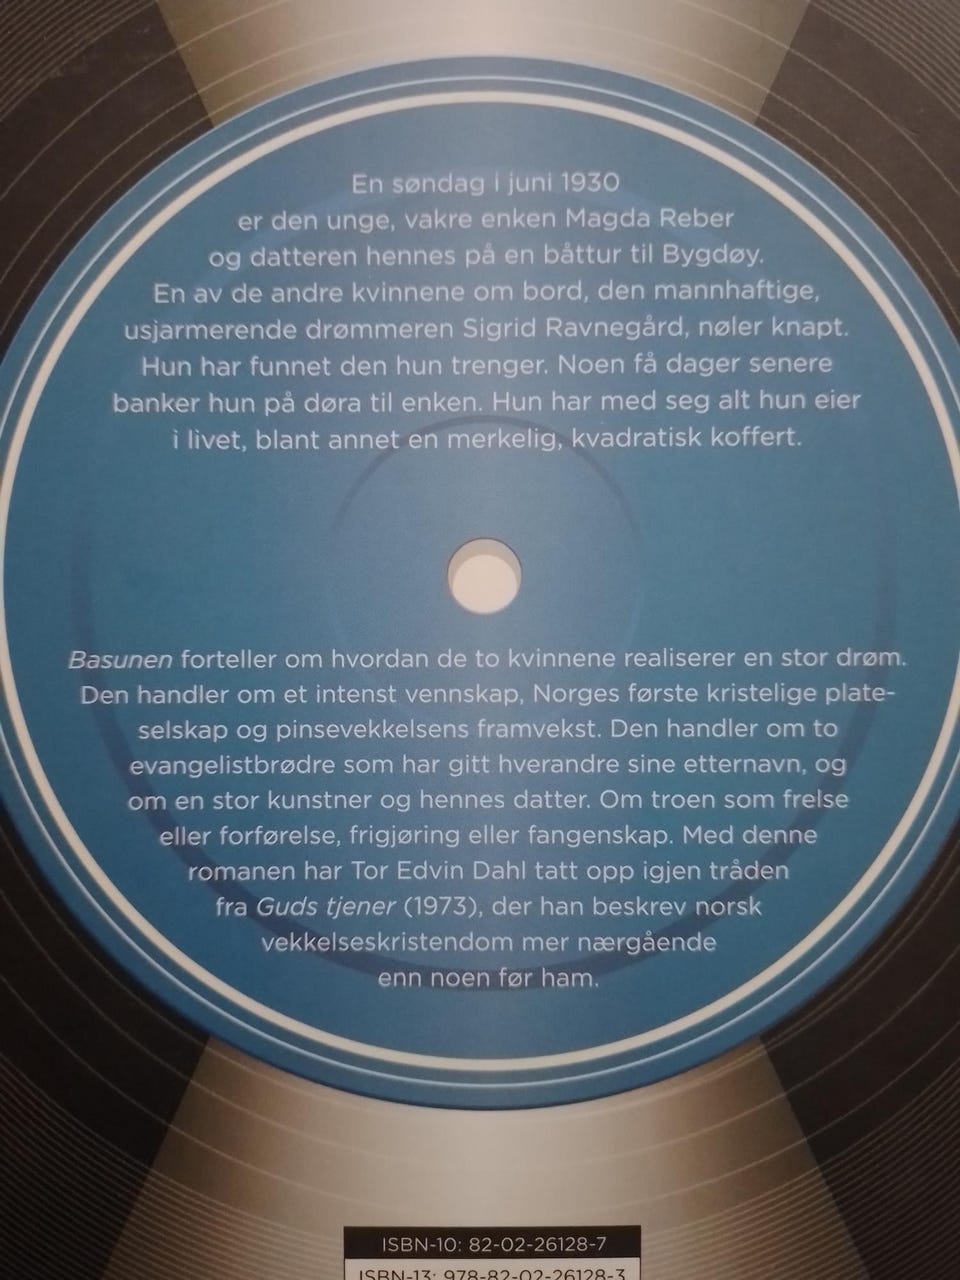 En søndag i juni 1930
er den unge, vakre enken Magda Reber
og datteren hennes på en båttur til Bygdøy.
En av de andre kvinnene om bord, den mannhaftige,
usjarmerende drømmeren Sigrid Ravnegård, nøler knapt.
Hun har funnet den hun trenger. Noen få dager senere
banker hun på døra til enken. Hun har med seg alt hun eier
i livet, blant annet en merkelig, kvadratisk koffert.
Basunen forteller om hvordan de to kvinnene realiserer en stor drøm.
Den handler om et intenst vennskap, Norges første kristelige plate-
selskap og pinsevekkelsens framvekst. Den handler om to
evangelistbrødre som har gitt hverandre sine etternavn, og
om en stor kunstner og hennes datter. Om troen som frelse
eller forførelse, frigjøring eller fangenskap. Med denne
romanen har Tor Edvin Dahl tatt opp igjen tråden
fra Guds tjener (1973), der han beskrev norsk
vekkelseskristendom mer nærgående
enn noen før ham.
ISBN-10: 82-02-26128-7
ISBN-13: 978-82-02-26128-3